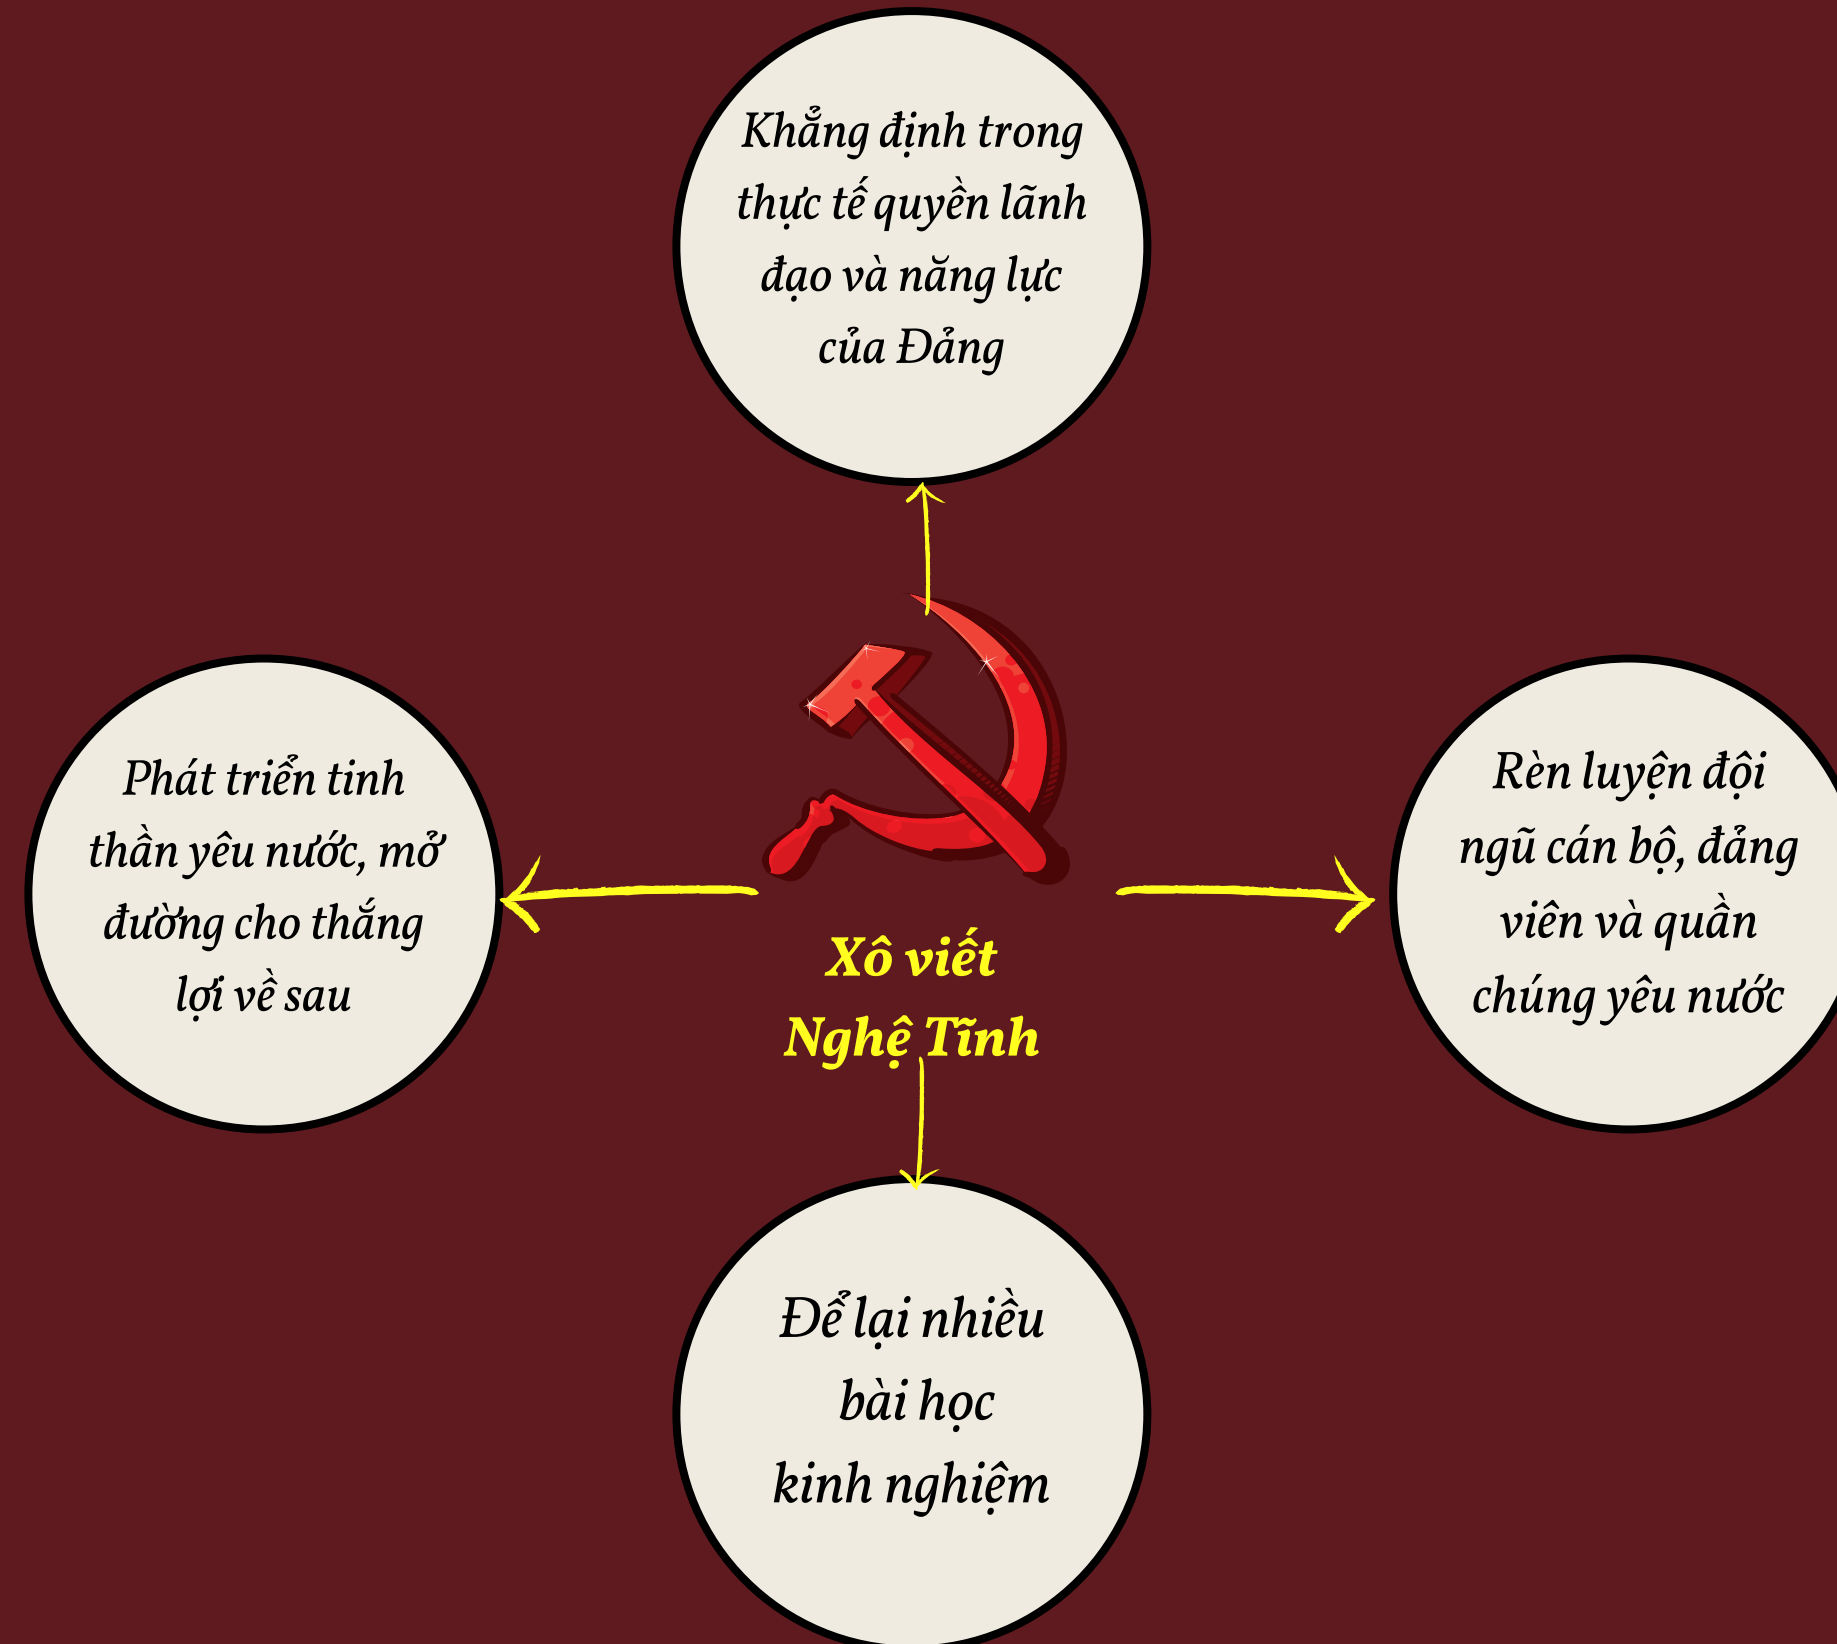 Khẳng định trong
thực tế quyền lãnh
đạo và năng lực
của Đảng
Phát triển tinh
thần yêu nước, mở
đường cho thắng
lợi về sau
Xô viết
Nghệ Tĩnh
Rèn luyện đội
ngũ cán bộ, đảng
viên và quần
chúng yêu nước
Để lại nhiều
bài học
kinh nghiệm